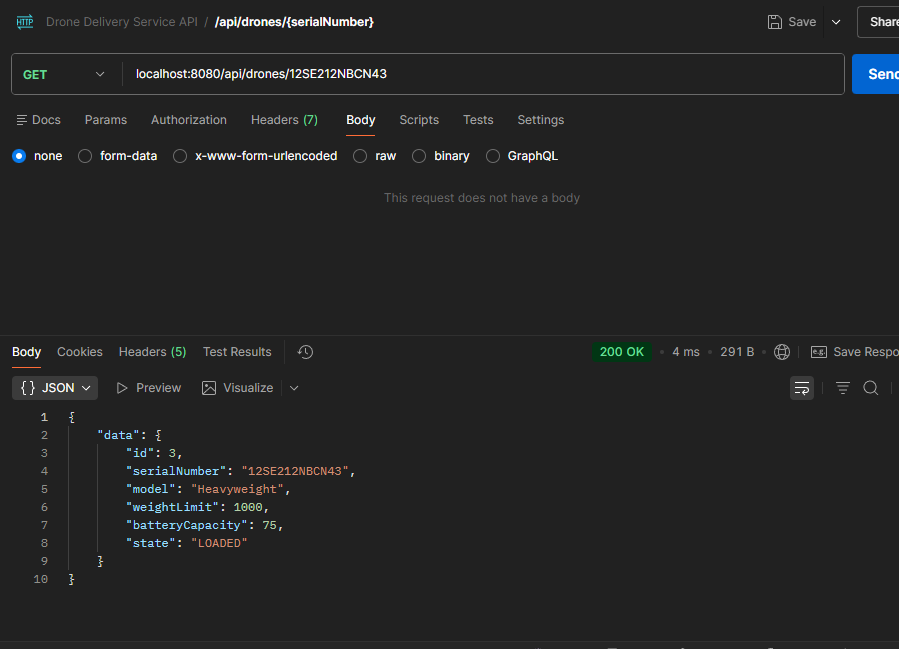 HTTP Drone Delivery Service API / /api/drones/{serialNumber} Save Share
GET localhost:8080/api/drones/12SE212NBCN43 Send
Docs Params Authorization Headers (7) Body Scripts Tests Settings
none form-data x-www-form-urlencoded raw binary GraphQL
This request does not have a body
Body Cookies Headers (5) Test Results 200 OK • 4 ms • 291 B • e.g. Save Respo
{} JSON Preview Visualize
1 {
2 "data": {
3 "id": 3,
4 "serialNumber": "12SE212NBCN43",
5 "model": "Heavyweight",
6 "weightLimit": 1000,
7 "batteryCapacity": 75,
8 "state": "LOADED"
9 }
10 }